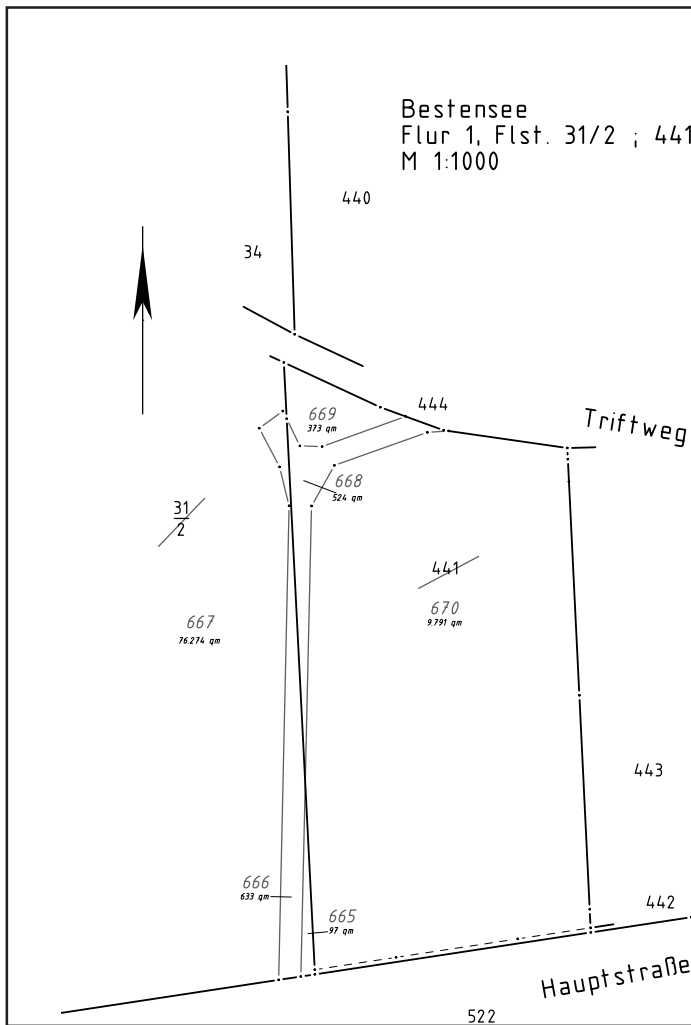 Bestensee
Flur 1, Flst. 31/2 ; 441
M 1:1000
440
34
669
373 qm
444
Triftweg
668
524 qm
31
2
441
667
76.274 qm
670
9.791 qm
443
666
633 qm
442
665
97 qm
Hauptstraße
522